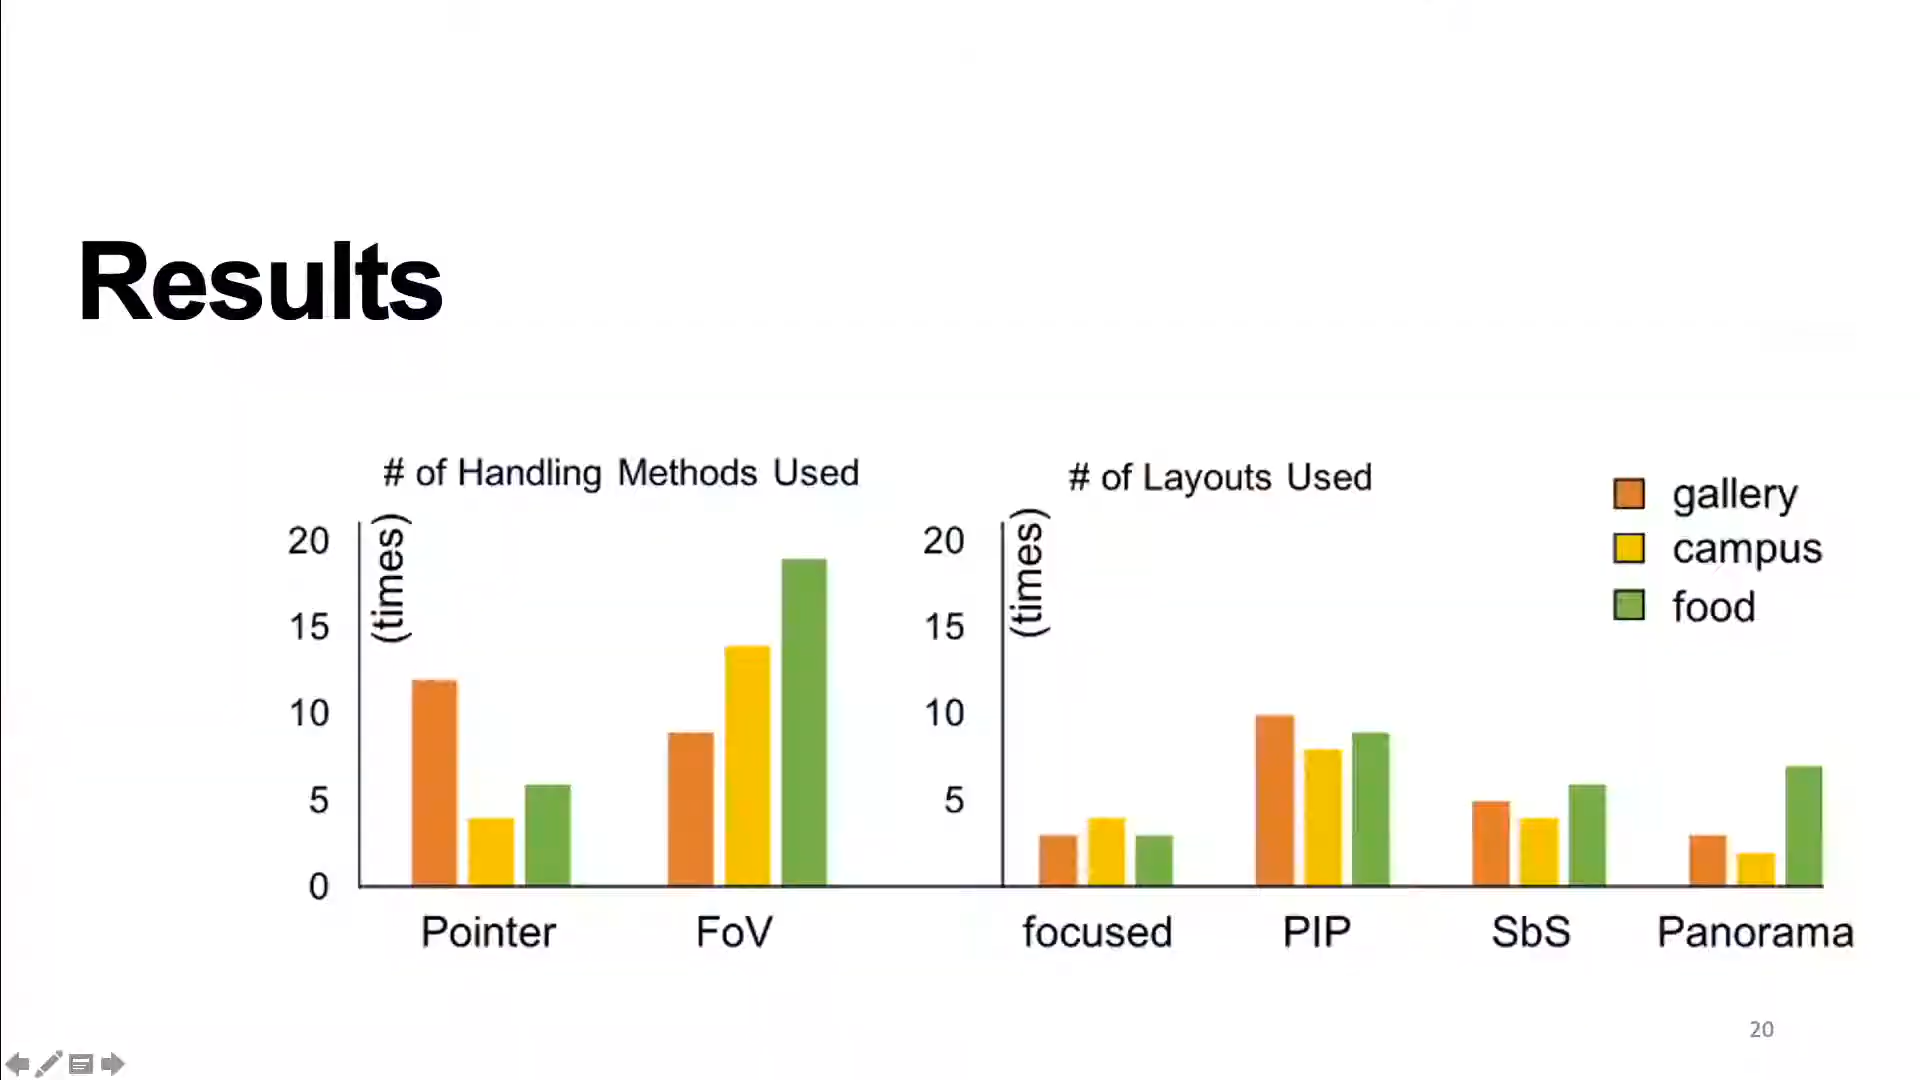 Results
# of Handling Methods Used
(times)
20
15
10
5
0
Pointer
FoV
# of Layouts Used
(times)
20
15
10
5
focused
PIP
SbS
Panorama
gallery
campus
food
20